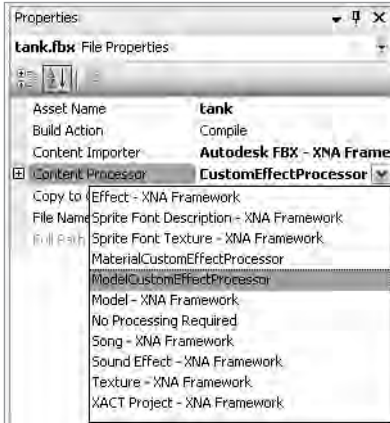 Properties
tank.fbx File Properties
Asset Name tank
Build Action Compile
Content Importer Autodesk FBX - XNA Frame
Content Processor CustomEffectProcessor
Copy to
Effect - XNA Framework
File Name
Sprite Font Description - XNA Framework
Full Path
Sprite Font Texture - XNA Framework
MaterialCustomEffectProcessor
ModelCustomEffectProcessor
Model - XNA Framework
No Processing Required
Song - XNA Framework
Sound Effect - XNA Framework
Texture - XNA Framework
XACT Project - XNA Framework